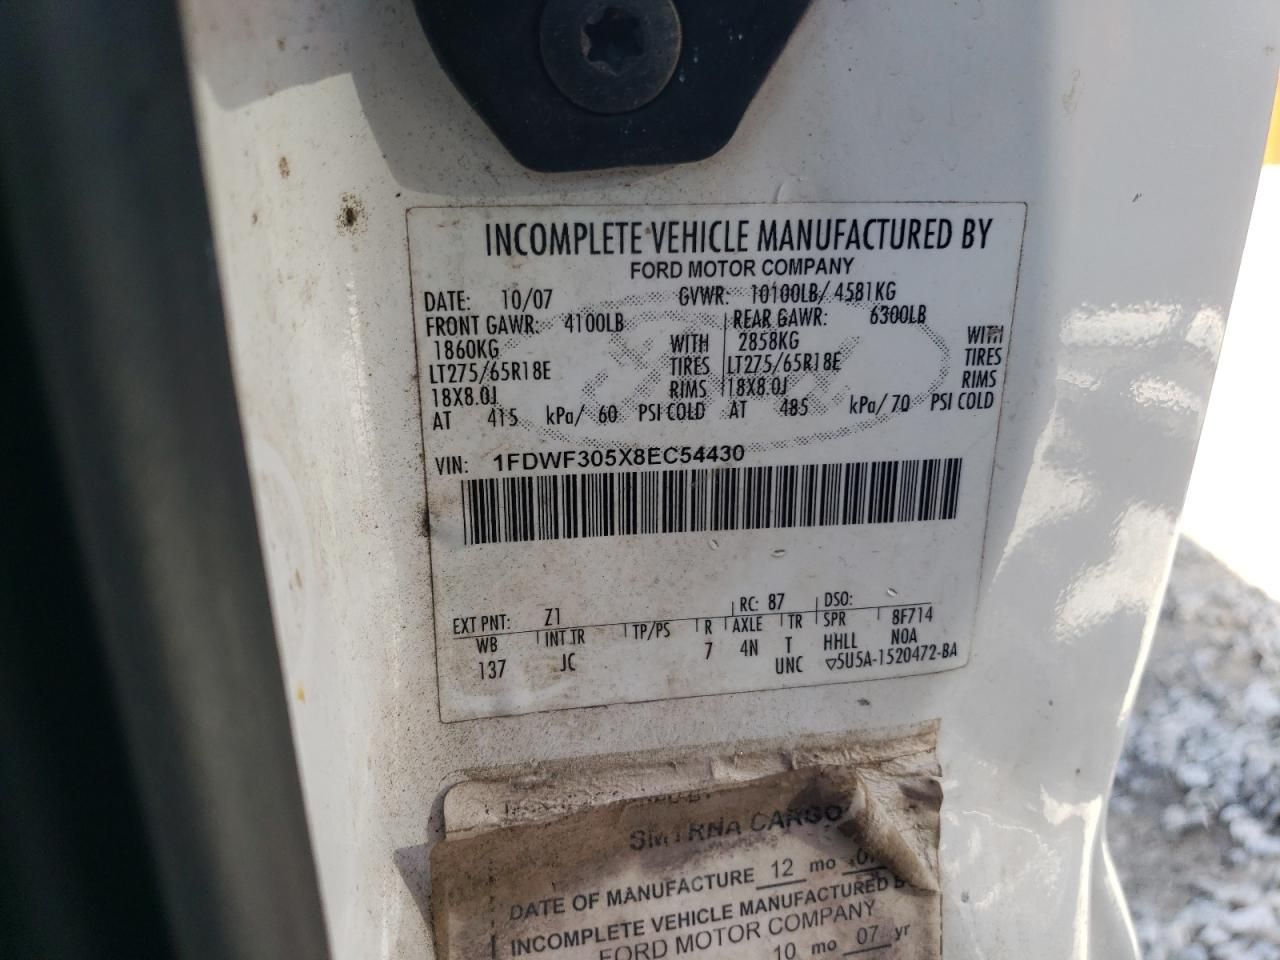 INCOMPLETE VEHICLE MANUFACTURED BY
FORD MOTOR COMPANY
DATE: 10/07 GVWR: 10100LB/ 4581KG
FRONT GAWR: 4100LB REAR GAWR: 6300LB
1860KG WITH 2858KG WITH
LT275/65R18E TIRES LT275/65R18E TIRES
18X8.0J RIMS 18X8.0J RIMS
AT 415 kPa/ 60 PSI COLD AT 485 kPa/ 70 PSI COLD
VIN: 1FDWF305X8EC54430
EXT PNT: Z1 RC: 87 DSO:
WB INT TR TP/PS R AXLE TR SPR 8F714
137 JC 7 4N T HHLL N0A
UNC ▽5U5A-1520472-BA
SMYRNA CARGO
DATE OF MANUFACTURE 12 mo 07
INCOMPLETE VEHICLE MANUFACTURED B
FORD MOTOR COMPANY
10 mo 07 yr